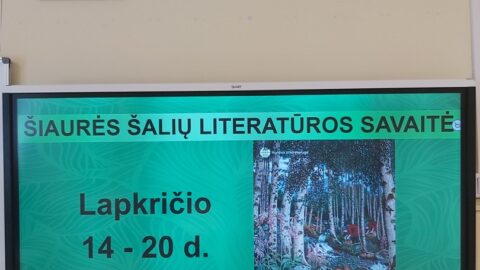 ŠIAURĖS ŠALIŲ LITERATŪROS SAVAITĖ
Lapkričio
14 - 20 d.